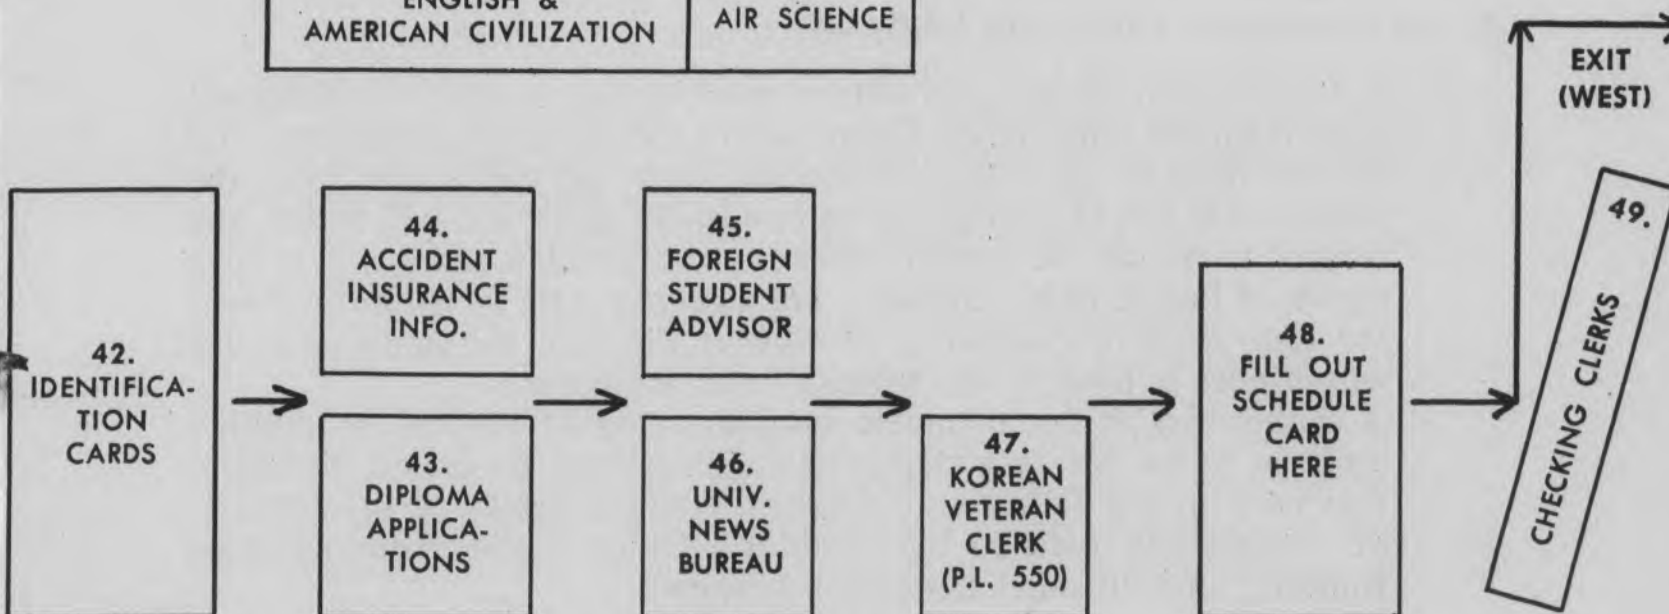 ENGLISH &
AMERICAN CIVILIZATION
AIR SCIENCE
EXIT
(WEST)
42.
IDENTIFICA-
TION
CARDS
44.
ACCIDENT
INSURANCE
INFO.
43.
DIPLOMA
APPLICA-
TIONS
45.
FOREIGN
STUDENT
ADVISOR
46.
UNIV.
NEWS
BUREAU
47.
KOREAN
VETERAN
CLERK
(P.L. 550)
48.
FILL OUT
SCHEDULE
CARD
HERE
49.
CHECKING CLERKS